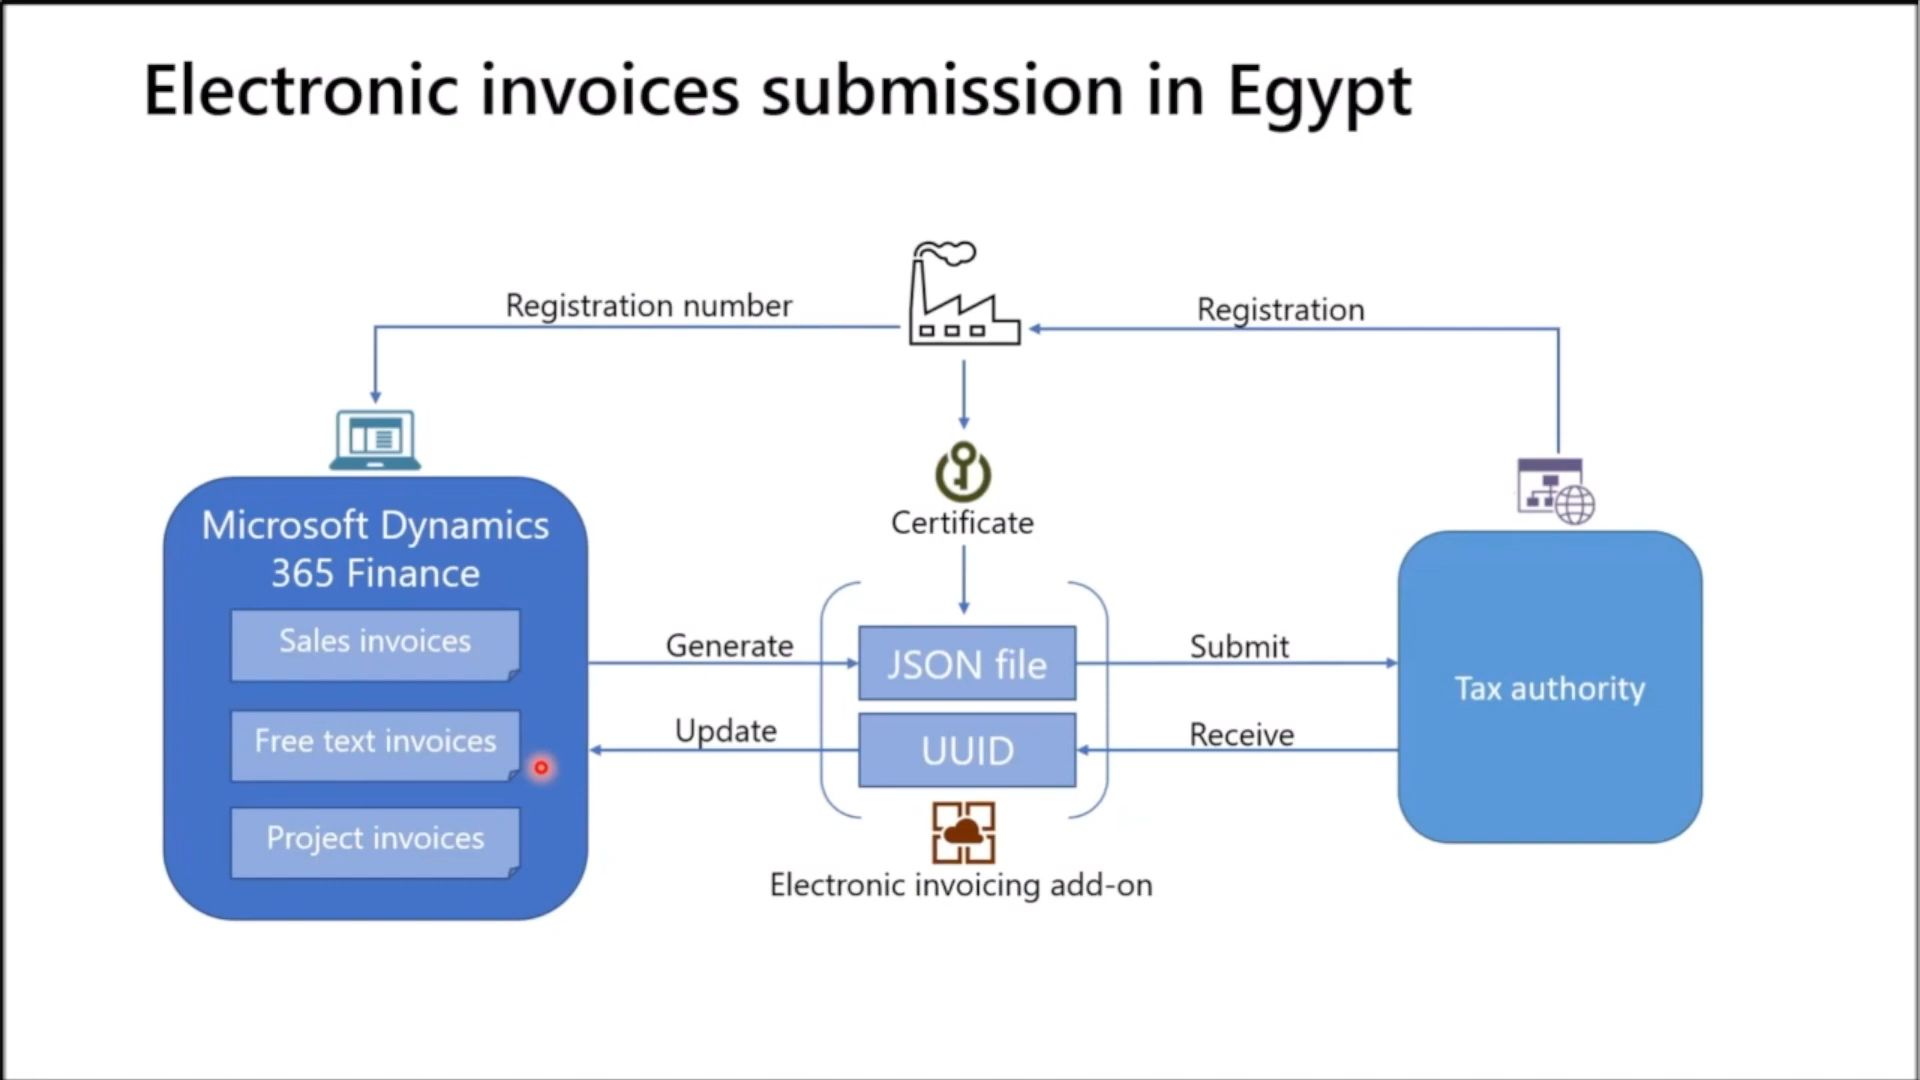 Electronic invoices submission in Egypt
Registration number
Registration
Microsoft Dynamics
365 Finance
Certificate
Sales invoices
Generate
JSON file
Submit
Tax authority
Free text invoices
Update
UUID
Receive
Project invoices
Electronic invoicing add-on